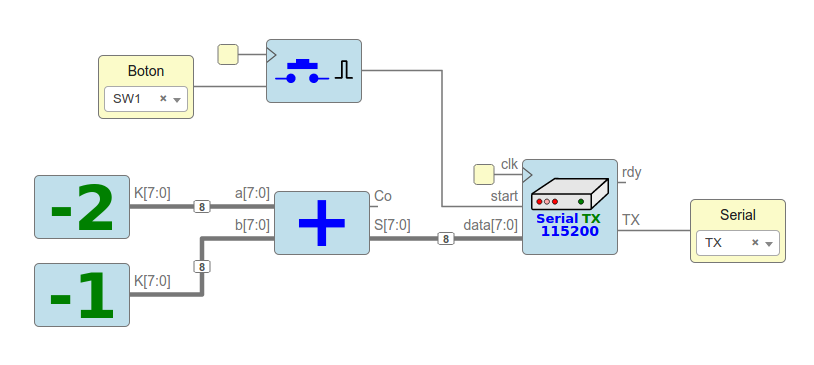 Boton
SW1 ×
clk
rdy
start
Serial TX
115200
TX
data[7:0]
Serial
TX ×
-2
K[7:0]
8
a[7:0]
b[7:0]
+
Co
S[7:0]
8
-1
K[7:0]
8